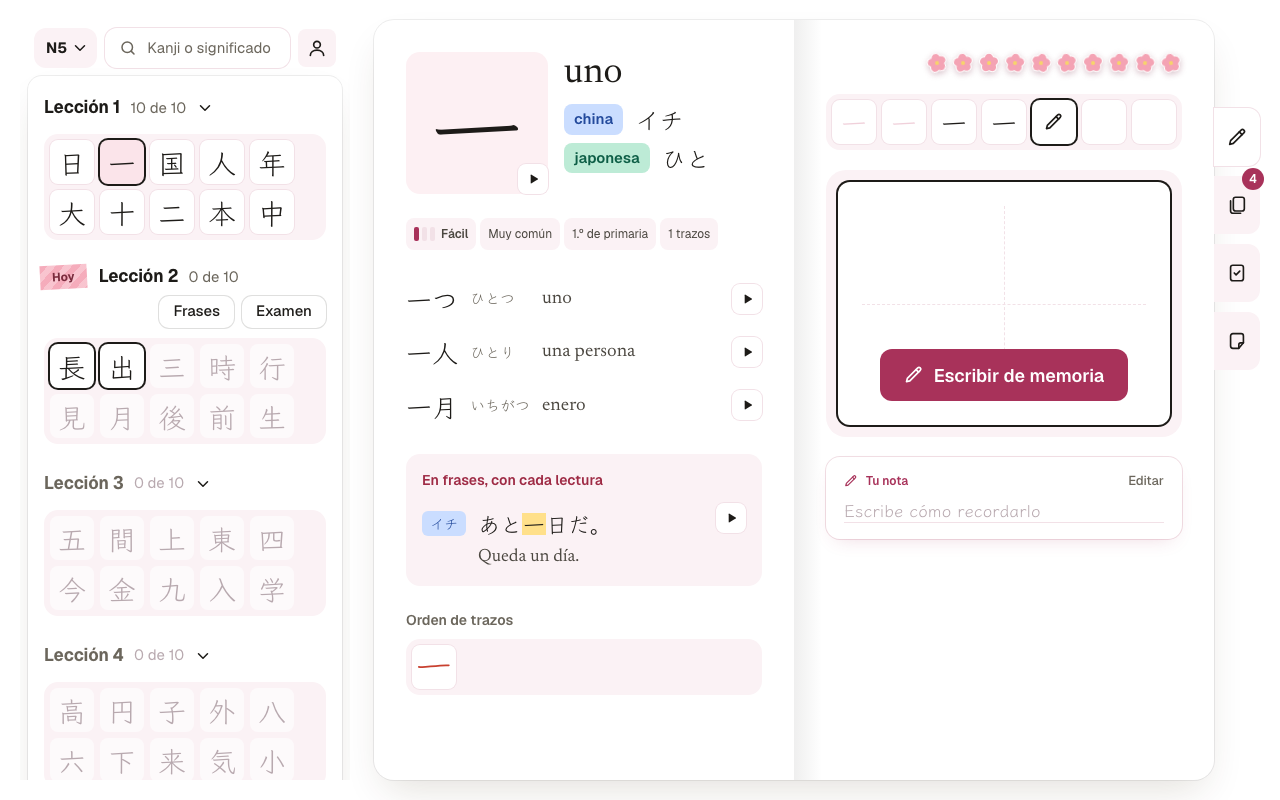 N5
Kanji o significado
Lección 1 10 de 10
日 一 国 人 年
大 十 二 本 中
Hoy Lección 2 0 de 10
Frases Examen
長 出 三 時 行
見 月 後 前 生
Lección 3 0 de 10
五 間 上 東 四
今 金 九 入 学
Lección 4 0 de 10
高 円 子 外 八
六 下 来 気 小
一
uno
china イチ
japonesa ひと
Fácil Muy común 1.º de primaria 1 trazos
一つ ひとつ uno
一人 ひとり una persona
一月 いちがつ enero
En frases, con cada lectura
イチ あと一日だ。
Queda un día.
Orden de trazos
一
一 一 一 一
Escribir de memoria
Tu nota Editar
Escribe cómo recordarlo
4